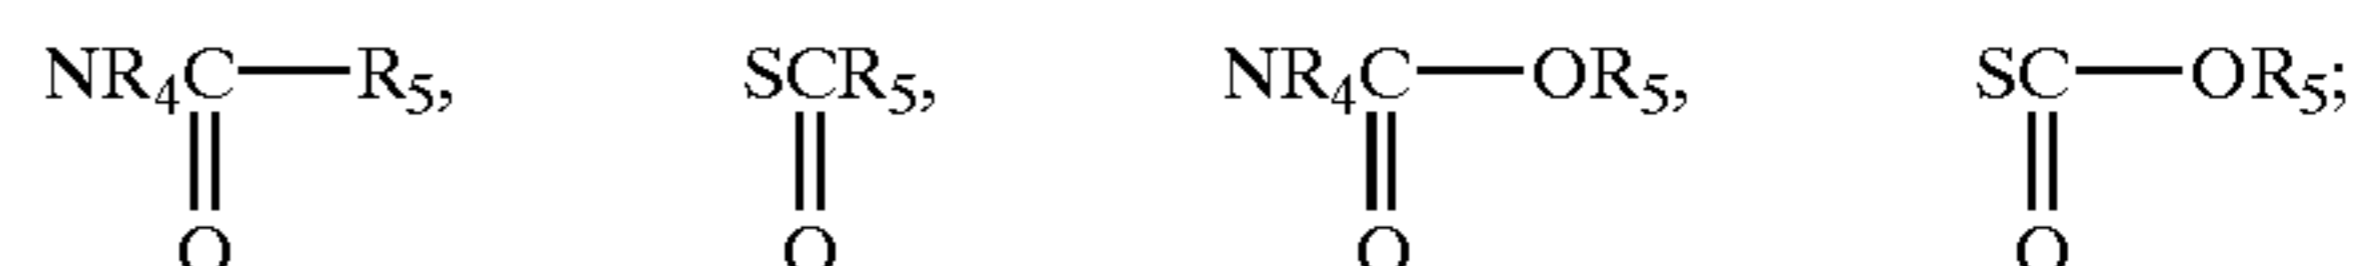 NR₄C—R₅, SCR₅, NR₄C—OR₅, SC—OR₅;
O O O O